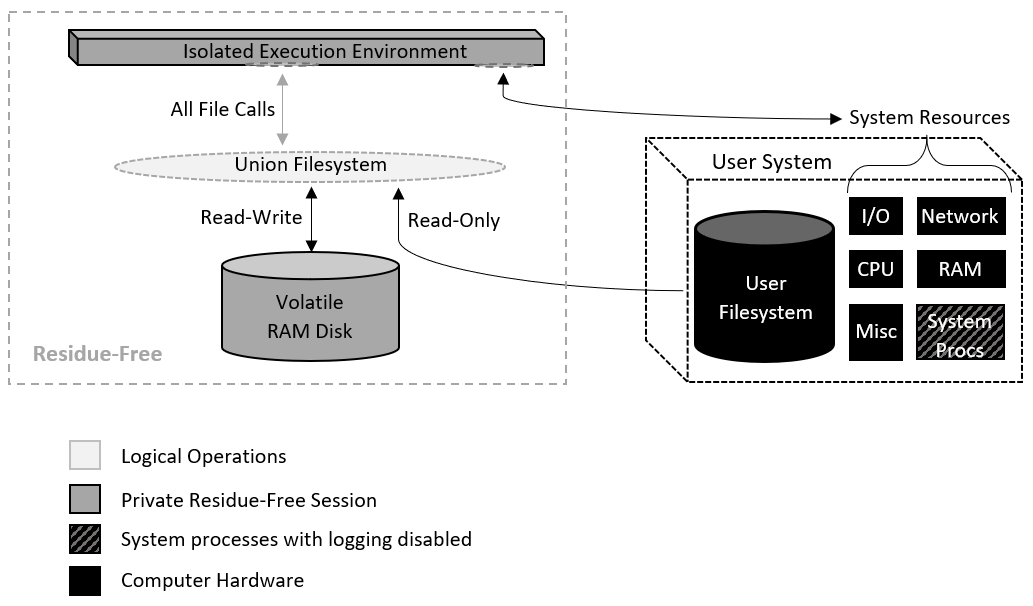 Isolated Execution Environment
All File Calls
System Resources
Union Filesystem
User System
Read-Write
Read-Only
I/O
Network
CPU
RAM
User
Filesystem
Volatile
RAM Disk
Misc
System
Procs
Residue-Free
Logical Operations
Private Residue-Free Session
System processes with logging disabled
Computer Hardware